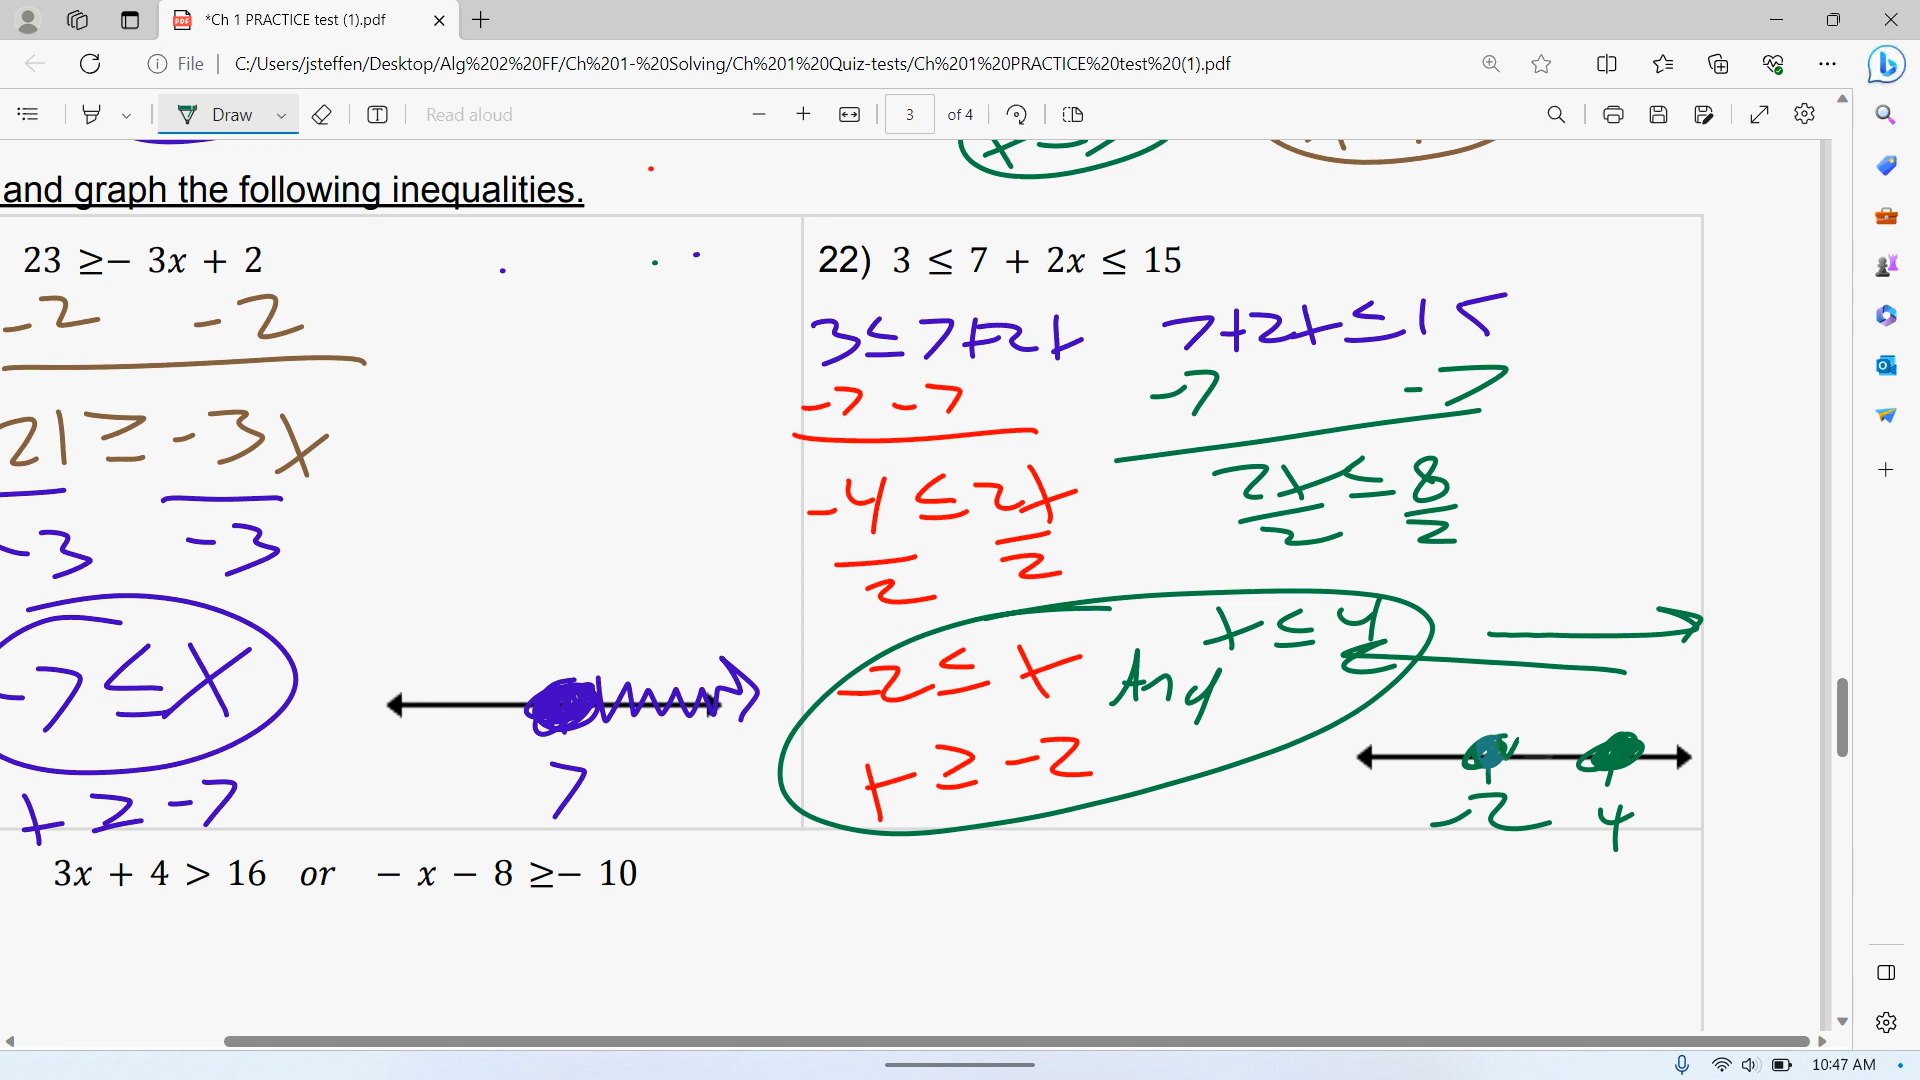 *Ch 1 PRACTICE test (1).pdf
File
C:/Users/jsteffen/Desktop/Alg%202%20FF/Ch%201-%20Solving/Ch%201%20Quiz-tests/Ch%201%20PRACTICE%20test%20(1).pdf
Draw
Read aloud
3 of 4
and graph the following inequalities.
23 ≥− 3x + 2
-2 -2
21 ≥ -3x
-3 -3
-7 ≤ x
x ≥ -7
7
22) 3 ≤ 7 + 2x ≤ 15
3 ≤ 7+2x 7+2x ≤ 15
-7 -7 -7 -7
-4 ≤ 2x 2x ≤ 8
2 2 2 2
-2 ≤ x And x ≤ 4
x ≥ -2
-2 4
3x + 4 > 16 or − x − 8 ≥− 10
10:47 AM